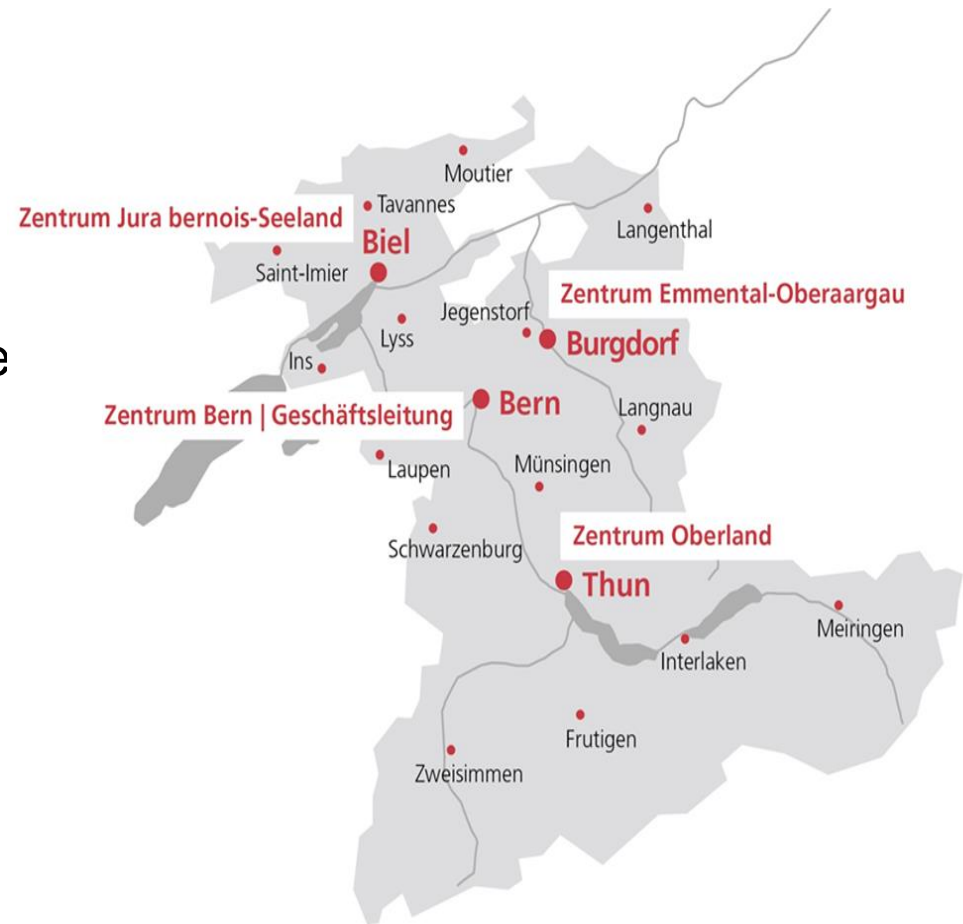 Moutier
Tavannes
Zentrum Jura bernois-Seeland
Langenthal
Biel
Saint-Imier
Zentrum Emmental-Oberaargau
Jegenstorf
Lyss
Burgdorf
e
Ins
Bern
Langnau
Zentrum Bern | Geschäftsleitung
Münsingen
Laupen
Zentrum Oberland
Schwarzenburg
Thun
Meiringen
Interlaken
Frutigen
Zweisimmen